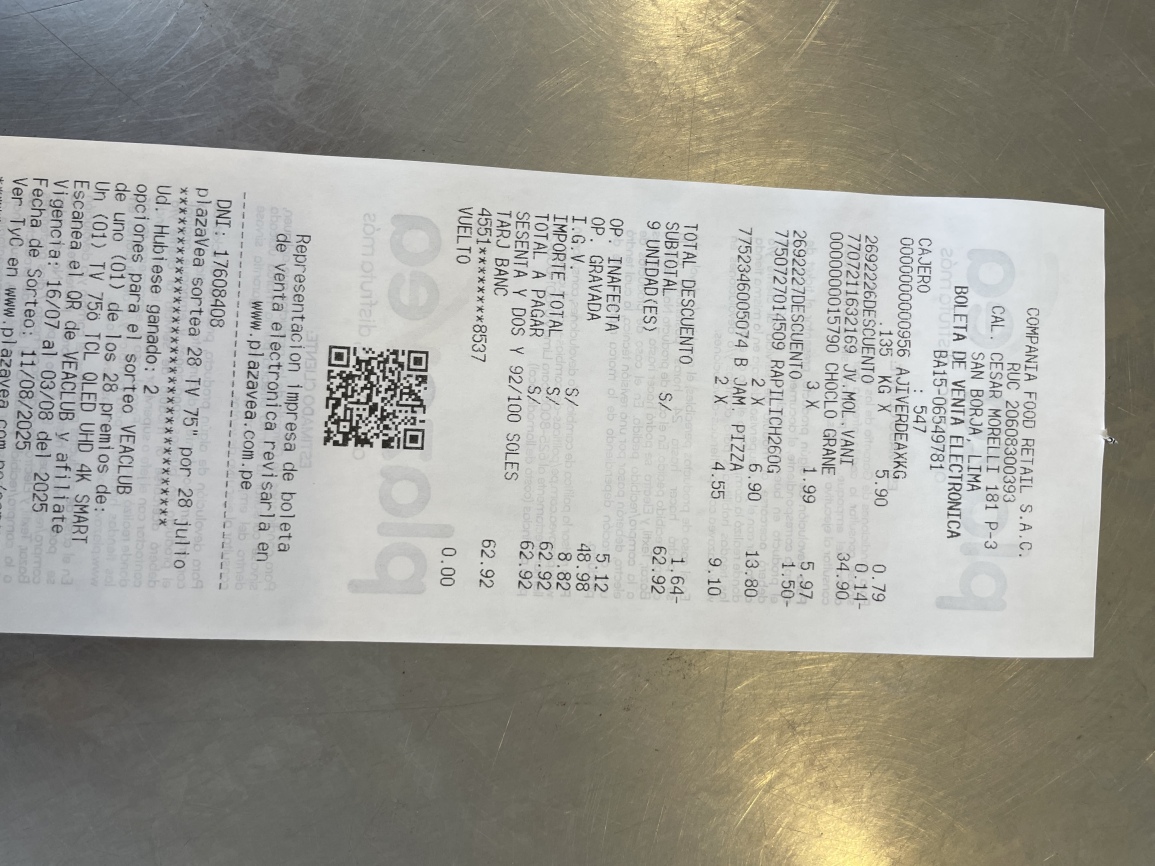 COMPANIA FOOD RETAIL S.A.C.
RUC 20608300393
CAL. CESAR MORELLI 181 P-3
SAN BORJA, LIMA
BOLETA DE VENTA ELECTRONICA
BA15-06549781
CAJERO : 547
000000000956 AJIVERDEAXKG
.135 KG X 5.90 0.79
2692226DESCUENTO 0.14-
7707211632169 JV.MOL.VANI 34.90
0000000015790 CHOCLO GRANE
3 X 1.99 5.97
2692227DESCUENTO 1.50-
7750727014509 RAPILICH260G
2 X 6.90 13.80
7752346005074 B JAM. PIZZA
2 X 4.55 9.10
TOTAL DESCUENTO 1.64-
SUBTOTAL S/ 62.92
9 UNIDAD(ES)
OP. INAFECTA 5.12
OP. GRAVADA 48.98
I.G.V. S/ 8.82
IMPORTE TOTAL S/ 62.92
TOTAL A PAGAR S/ 62.92
SESENTA Y DOS Y 92/100 SOLES
TARJ BANC 62.92
4551********8537
VUELTO 0.00
plaza vea
Representacion impresa de boleta
de venta electronica revisarla en
www.plazavea.com.pe
----------------------------------
DNI: 17608408
plazaVea sortea 28 TV 75" por 28 julio
**********************************
Ud. Hubiese ganado: 2
opciones para el sorteo VEACLUB
de uno (01) de los 28 premios de:
Un (01) TV 75â TCL QLED UHD 4K SMART
Escanea el QR de VEACLUB y afiliate
Vigencia: 16/07 al 03/08 del 2025
Fecha de Sorteo: 11/08/2025
Ver TyC en www.plazavea.com.pe